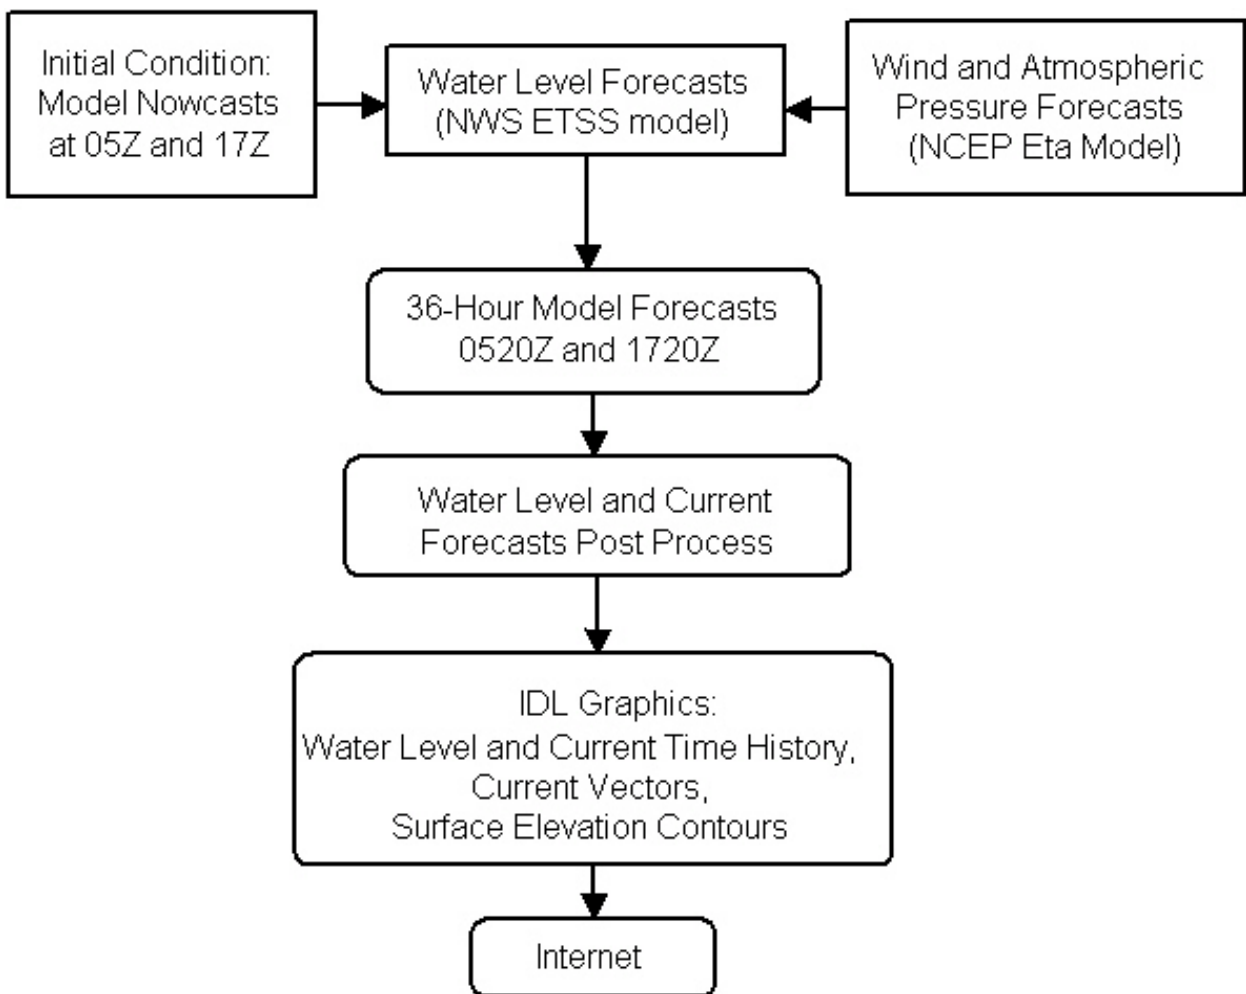 Initial Condition:
Model Nowcasts
at 05Z and 17Z
Water Level Forecasts
(NWS ETSS model)
Wind and Atmospheric
Pressure Forecasts
(NCEP Eta Model)
36-Hour Model Forecasts
0520Z and 1720Z
Water Level and Current
Forecasts Post Process
IDL Graphics:
Water Level and Current Time History,
Current Vectors,
Surface Elevation Contours
Internet